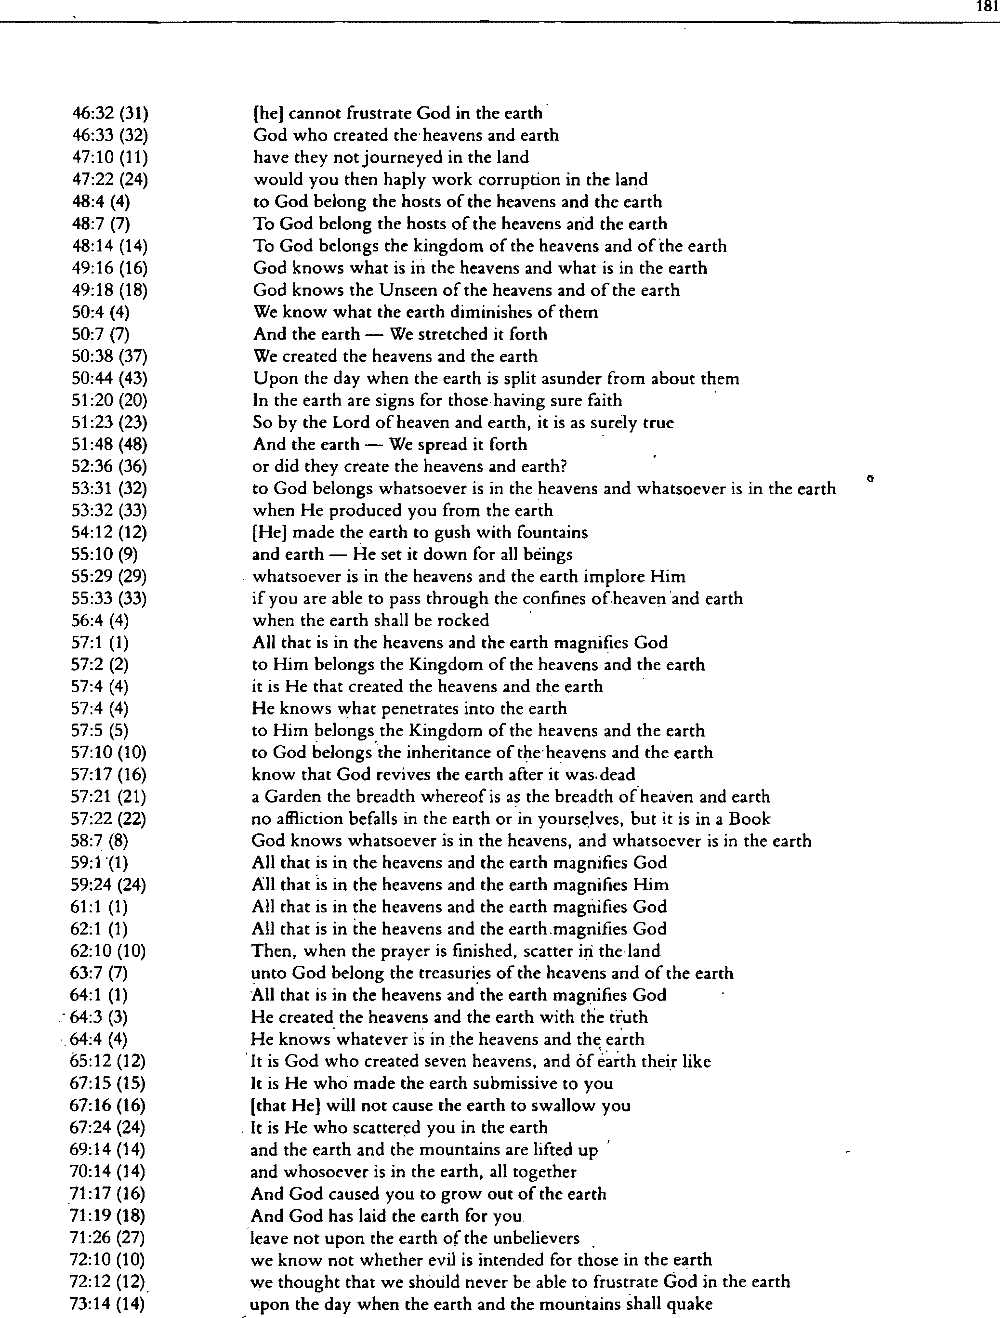 181
46:32 (31) [he] cannot frustrate God in the earth
46:33 (32) God who created the heavens and earth
47:10 (11) have they not journeyed in the land
47:22 (24) would you then haply work corruption in the land
48:4 (4) to God belong the hosts of the heavens and the earth
48:7 (7) To God belong the hosts of the heavens and the earth
48:14 (14) To God belongs the kingdom of the heavens and of the earth
49:16 (16) God knows what is in the heavens and what is in the earth
49:18 (18) God knows the Unseen of the heavens and of the earth
50:4 (4) We know what the earth diminishes of them
50:7 (7) And the earth — We stretched it forth
50:38 (37) We created the heavens and the earth
50:44 (43) Upon the day when the earth is split asunder from about them
51:20 (20) In the earth are signs for those having sure faith
51:23 (23) So by the Lord of heaven and earth, it is as surely true
51:48 (48) And the earth — We spread it forth
52:36 (36) or did they create the heavens and earth?
53:31 (32) to God belongs whatsoever is in the heavens and whatsoever is in the earth
53:32 (33) when He produced you from the earth
54:12 (12) [He] made the earth to gush with fountains
55:10 (9) and earth — He set it down for all beings
55:29 (29) whatsoever is in the heavens and the earth implore Him
55:33 (33) if you are able to pass through the confines of heaven and earth
56:4 (4) when the earth shall be rocked
57:1 (1) All that is in the heavens and the earth magnifies God
57:2 (2) to Him belongs the Kingdom of the heavens and the earth
57:4 (4) it is He that created the heavens and the earth
57:4 (4) He knows what penetrates into the earth
57:5 (5) to Him belongs the Kingdom of the heavens and the earth
57:10 (10) to God belongs the inheritance of the heavens and the earth
57:17 (16) know that God revives the earth after it was dead
57:21 (21) a Garden the breadth whereof is as the breadth of heaven and earth
57:22 (22) no affliction befalls in the earth or in yourselves, but it is in a Book
58:7 (8) God knows whatsoever is in the heavens, and whatsoever is in the earth
59:1 (1) All that is in the heavens and the earth magnifies God
59:24 (24) All that is in the heavens and the earth magnifies Him
61:1 (1) All that is in the heavens and the earth magnifies God
62:1 (1) All that is in the heavens and the earth magnifies God
62:10 (10) Then, when the prayer is finished, scatter in the land
63:7 (7) unto God belong the treasuries of the heavens and of the earth
64:1 (1) All that is in the heavens and the earth magnifies God
64:3 (3) He created the heavens and the earth with the truth
64:4 (4) He knows whatever is in the heavens and the earth
65:12 (12) It is God who created seven heavens, and of earth their like
67:15 (15) It is He who made the earth submissive to you
67:16 (16) [that He] will not cause the earth to swallow you
67:24 (24) It is He who scattered you in the earth
69:14 (14) and the earth and the mountains are lifted up
70:14 (14) and whosoever is in the earth, all together
71:17 (16) And God caused you to grow out of the earth
71:19 (18) And God has laid the earth for you
71:26 (27) leave not upon the earth of the unbelievers
72:10 (10) we know not whether evil is intended for those in the earth
72:12 (12) we thought that we should never be able to frustrate God in the earth
73:14 (14) upon the day when the earth and the mountains shall quake